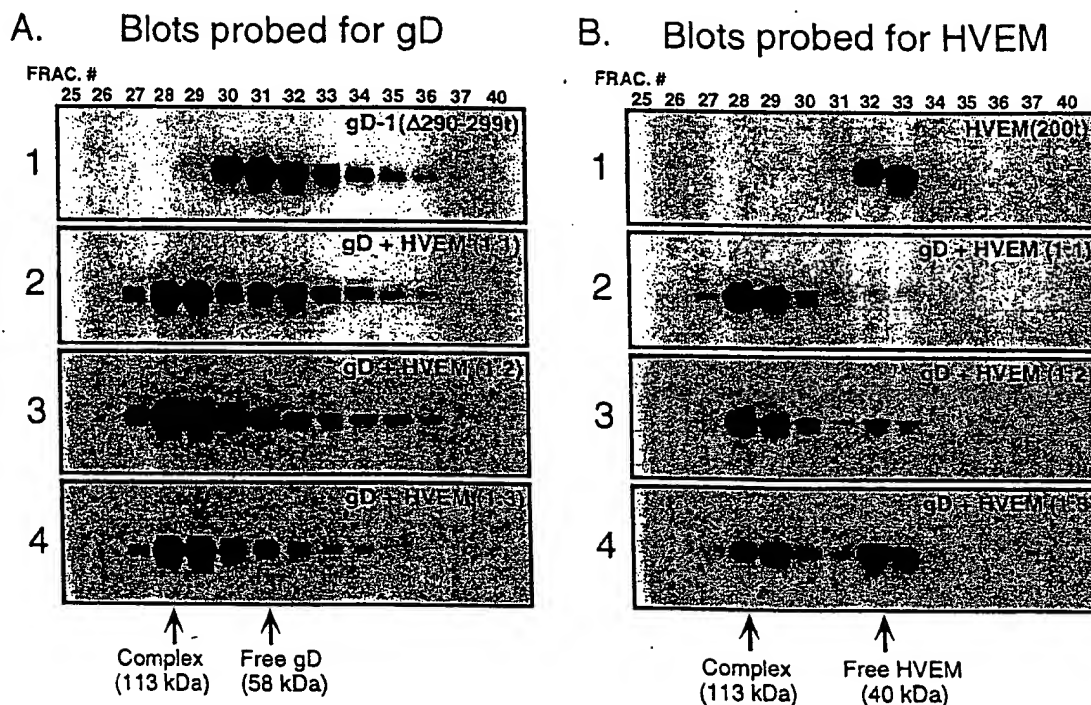 A. Blots probed for gD
FRAC. #
25 26 27 28 29 30 31 32 33 34 35 36 37 40
1
gD-1(Δ290-299t)
2
gD + HVEM (1:1)
3
gD + HVEM (1:2)
4
gD + HVEM
Complex
(113 kDa)
Free gD
(58 kDa)
B. Blots probed for HVEM
FRAC. #
25 26 27 28 29 30 31 32 33 34 35 36 37 40
1
HVEM(200t)
2
gD + HVEM (1:1)
3
gD + HVEM (1:2)
4
gD + HVEM
Complex
(113 kDa)
Free HVEM
(40 kDa)